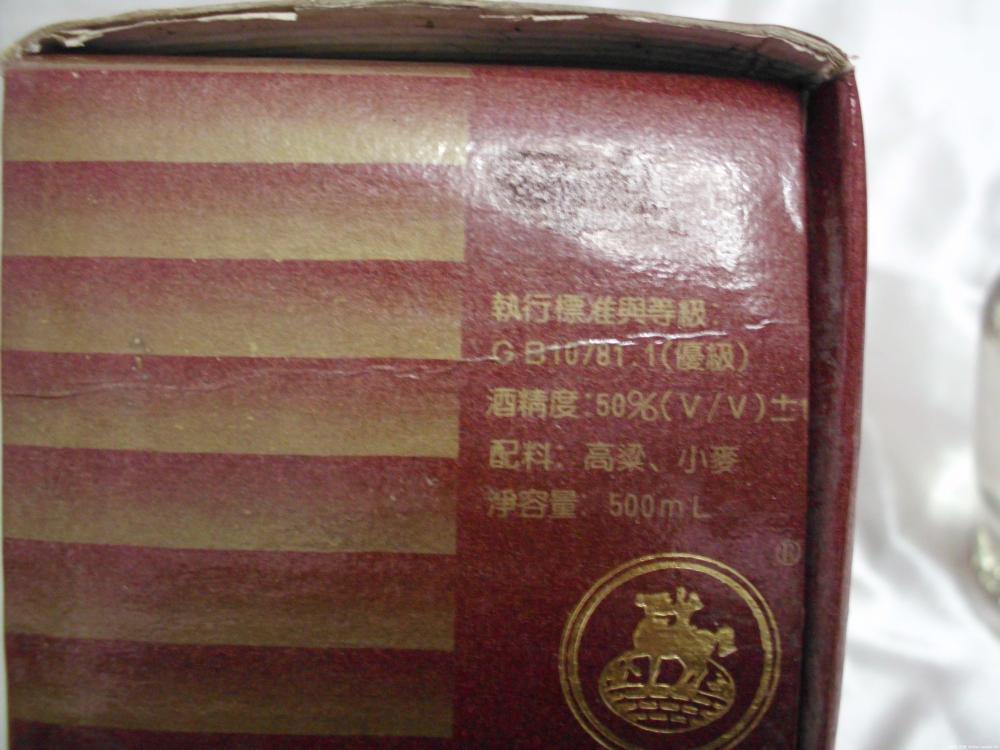 執行標准與等級:
GB10781.1(優級)
酒精度:50%(V/V)±
配料: 高粱、小麥
淨容量: 500mL
®